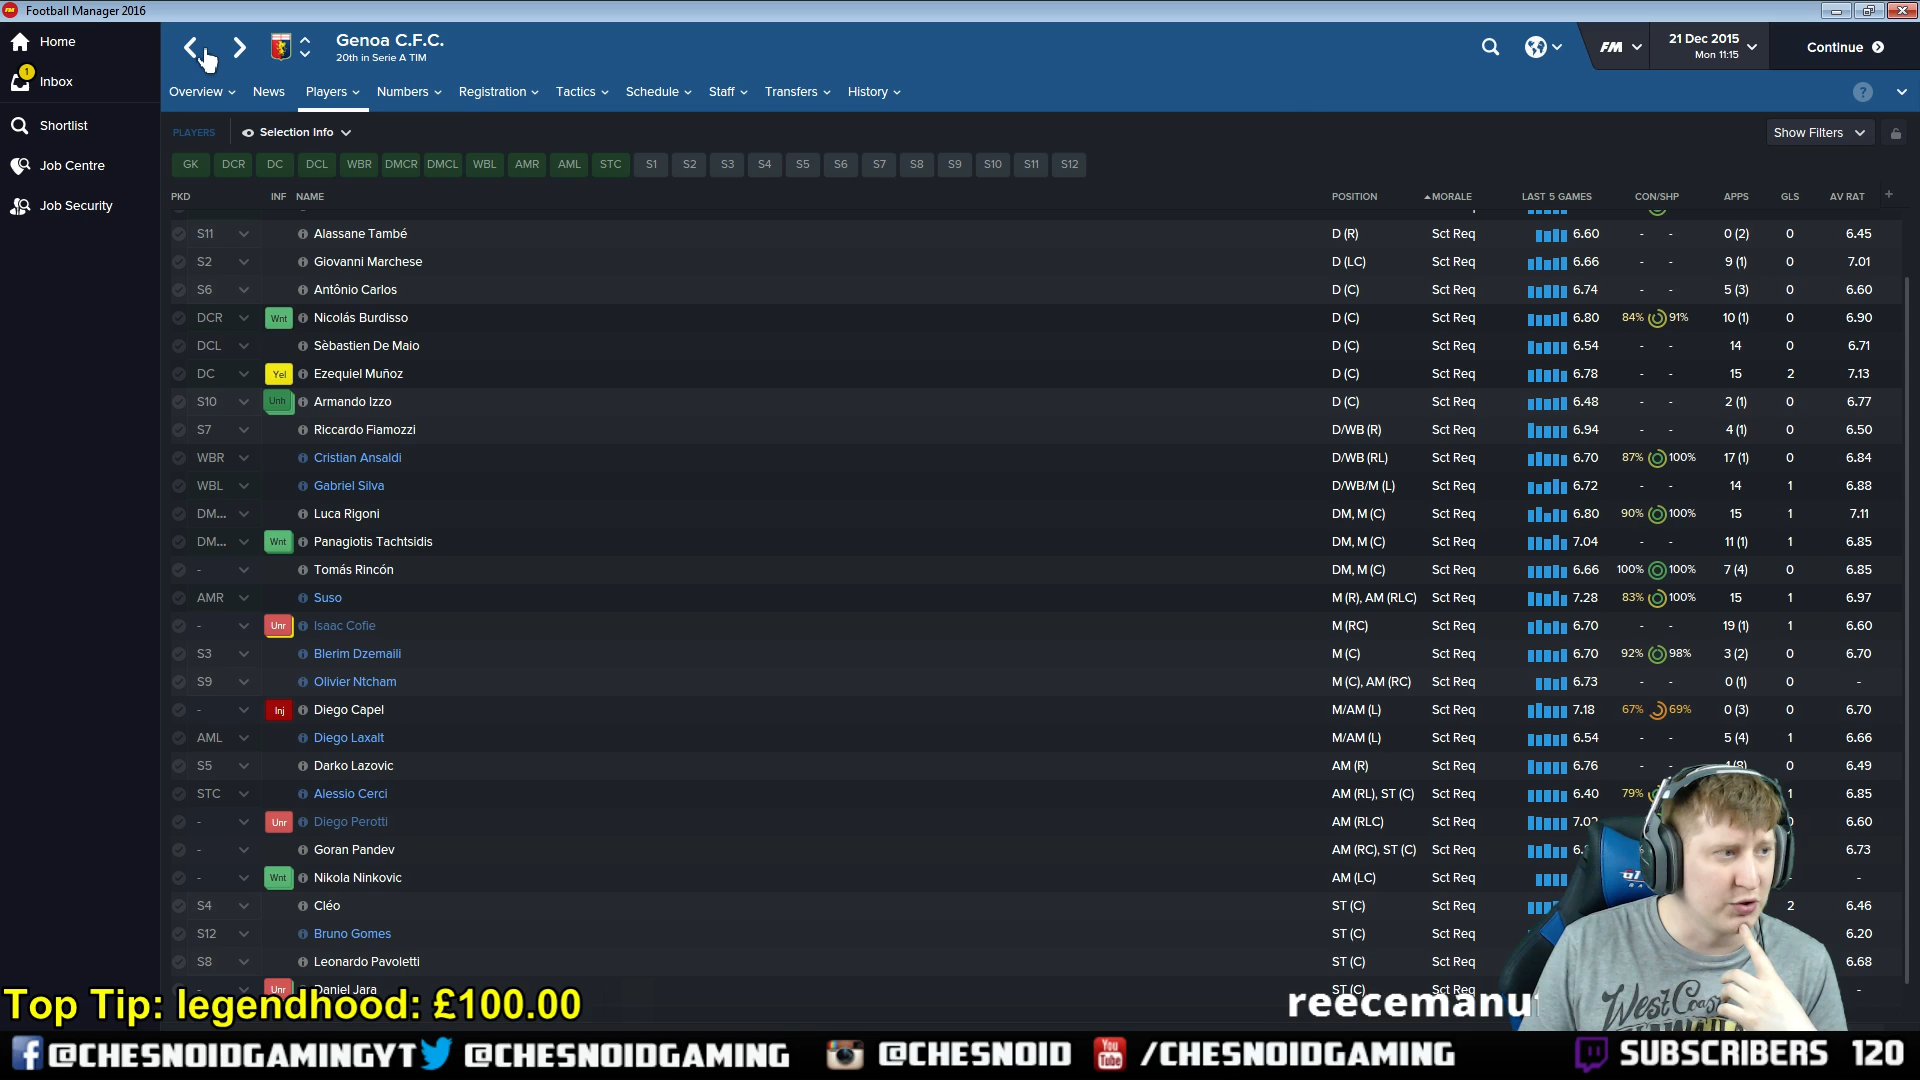 Football Manager 2016
Home
1
Inbox
Shortlist
Job Centre
Job Security
Genoa C.F.C.
20th in Serie A TIM
FM
21 Dec 2015
Mon 11:15
Continue
Overview News Players Numbers Registration Tactics Schedule Staff Transfers History
?
PLAYERS Selection Info Show Filters
GK DCR DC DCL WBR DMCR DMCL WBL AMR AML STC S1 S2 S3 S4 S5 S6 S7 S8 S9 S10 S11 S12
PKD INF NAME POSITION MORALE LAST 5 GAMES CON/SHP APPS GLS AV RAT +
S11 Alassane També D (R) Sct Req 6.60 - - 0 (2) 0 6.45
S2 Giovanni Marchese D (LC) Sct Req 6.66 - - 9 (1) 0 7.01
S6 Antônio Carlos D (C) Sct Req 6.74 - - 5 (3) 0 6.60
DCR Wnt Nicolás Burdisso D (C) Sct Req 6.80 84% 91% 10 (1) 0 6.90
DCL Sèbastien De Maio D (C) Sct Req 6.54 - - 14 0 6.71
DC Yel Ezequiel Muñoz D (C) Sct Req 6.78 - - 15 2 7.13
S10 Unh Armando Izzo D (C) Sct Req 6.48 - - 2 (1) 0 6.77
S7 Riccardo Fiamozzi D/WB (R) Sct Req 6.94 - - 4 (1) 0 6.50
WBR Cristian Ansaldi D/WB (RL) Sct Req 6.70 87% 100% 17 (1) 0 6.84
WBL Gabriel Silva D/WB/M (L) Sct Req 6.72 - - 14 1 6.88
DM... Luca Rigoni DM, M (C) Sct Req 6.80 90% 100% 15 1 7.11
DM... Wnt Panagiotis Tachtsidis DM, M (C) Sct Req 7.04 - - 11 (1) 1 6.85
- Tomás Rincón DM, M (C) Sct Req 6.66 100% 100% 7 (4) 0 6.85
AMR Suso M (R), AM (RLC) Sct Req 7.28 83% 100% 15 1 6.97
- Unr Isaac Cofie M (RC) Sct Req 6.70 - - 19 (1) 1 6.60
S3 Blerim Dzemaili M (C) Sct Req 6.70 92% 98% 3 (2) 0 6.70
S9 Olivier Ntcham M (C), AM (RC) Sct Req 6.73 - - 0 (1) 0 -
- Inj Diego Capel M/AM (L) Sct Req 7.18 67% 69% 0 (3) 0 6.70
AML Diego Laxalt M/AM (L) Sct Req 6.54 - - 5 (4) 1 6.66
S5 Darko Lazovic AM (R) Sct Req 6.76 - - 0 6.49
STC Alessio Cerci AM (RL), ST (C) Sct Req 6.40 79% 1 6.85
- Unr Diego Perotti AM (RLC) Sct Req 6.60
- Goran Pandev AM (RC), ST (C) Sct Req 6.73
- Wnt Nikola Ninkovic AM (LC) Sct Req -
S4 Cléo ST (C) Sct Req 2 6.46
S12 Bruno Gomes ST (C) Sct Req 6.20
S8 Leonardo Pavoletti ST (C) Sct Req 6.68
- Unr Daniel Jara ST (C) -
Top Tip: legendhood: £100.00
reecemanu
WEST COAST
@CHESNOIDGAMINGYT @CHESNOIDGAMING @CHESNOID You Tube /CHESNOIDGAMING SUBSCRIBERS 120